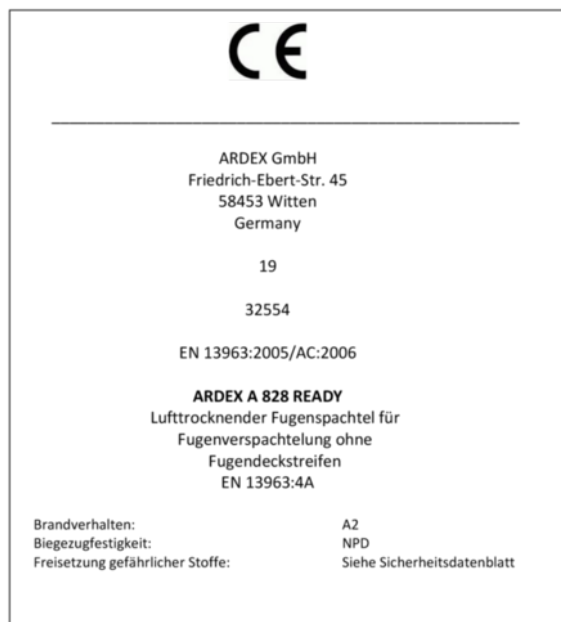 CE
ARDEX GmbH
Friedrich-Ebert-Str. 45
58453 Witten
Germany
19
32554
EN 13963:2005/AC:2006
ARDEX A 828 READY
Lufttrocknender Fugenspachtel für
Fugenverspachtelung ohne
Fugendeckstreifen
EN 13963:4A
Brandverhalten: A2
Biegezugfestigkeit: NPD
Freisetzung gefährlicher Stoffe: Siehe Sicherheitsdatenblatt